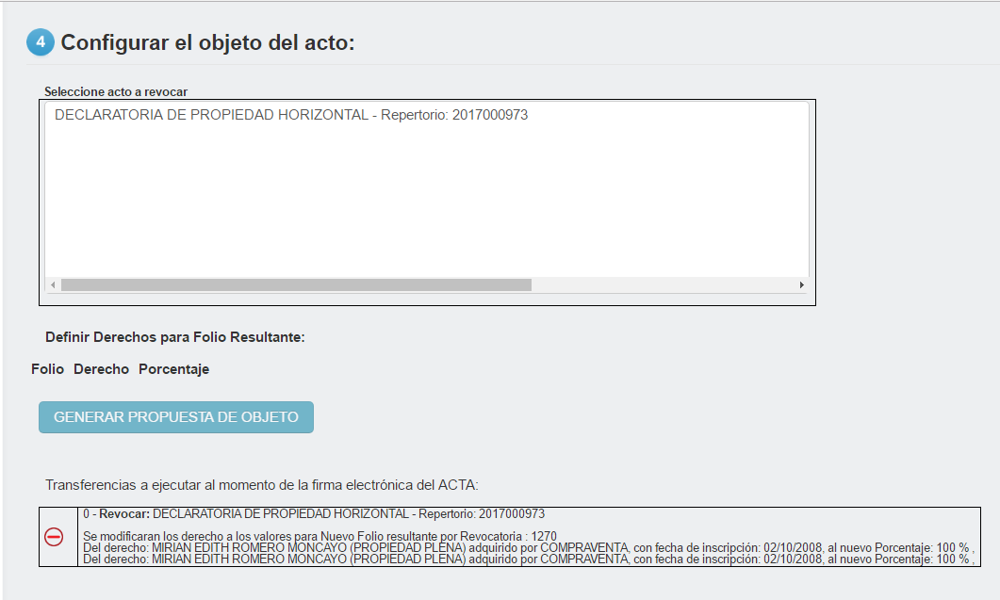 4 Configurar el objeto del acto:
Seleccione acto a revocar
DECLARATORIA DE PROPIEDAD HORIZONTAL - Repertorio: 2017000973
Definir Derechos para Folio Resultante:
Folio Derecho Porcentaje
GENERAR PROPUESTA DE OBJETO
Transferencias a ejecutar al momento de la firma electrónica del ACTA:
0 - Revocar: DECLARATORIA DE PROPIEDAD HORIZONTAL - Repertorio: 2017000973
Se modificaran los derecho a los valores para Nuevo Folio resultante por Revocatoria : 1270
Del derecho: MIRIAN EDITH ROMERO MONCAYO (PROPIEDAD PLENA) adquirido por COMPRAVENTA, con fecha de inscripción: 02/10/2008, al nuevo Porcentaje: 100 % ,
Del derecho: MIRIAN EDITH ROMERO MONCAYO (PROPIEDAD PLENA) adquirido por COMPRAVENTA, con fecha de inscripción: 02/10/2008, al nuevo Porcentaje: 100 % ,